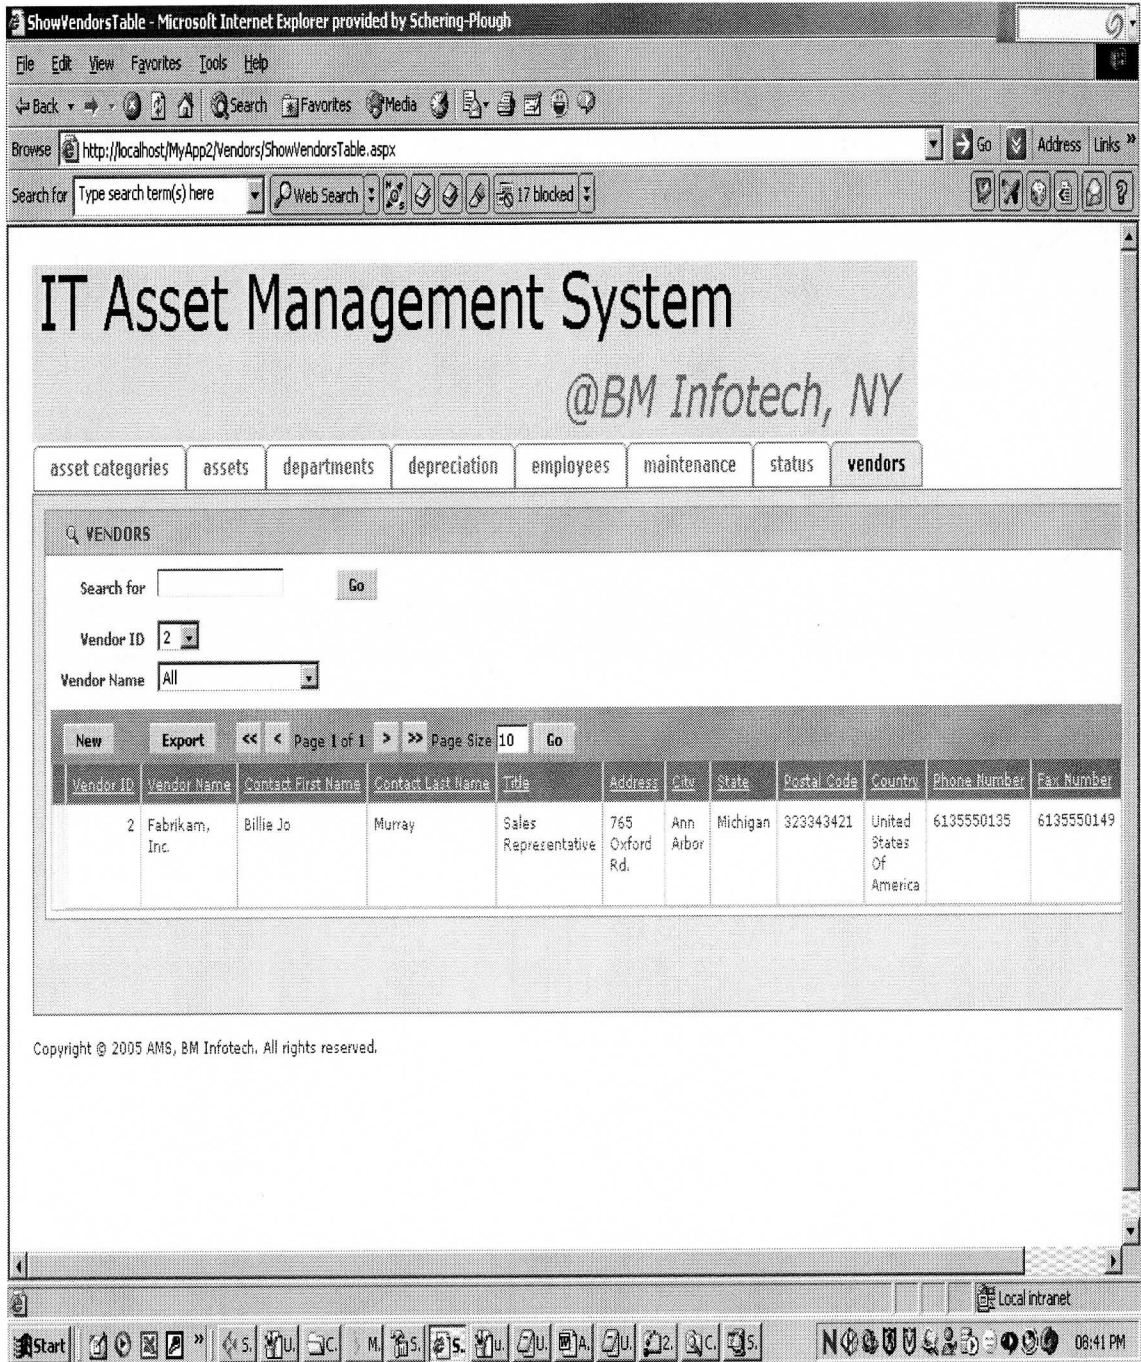 ShowVendorsTable - Microsoft Internet Explorer provided by Schering-Plough
File Edit View Favorites Tools Help
Back Search Favorites Media
Browse http://localhost/MyApp2/Vendors/ShowVendorsTable.aspx Go Address Links »
Search for Type search term(s) here Web Search 17 blocked
IT Asset Management System
@BM Infotech, NY
asset categories assets departments depreciation employees maintenance status vendors
VENDORS
Search for Go
Vendor ID 2
Vendor Name All
New Export << < Page 1 of 1 > >> Page Size 10 Go
Vendor ID Vendor Name Contact First Name Contact Last Name Title Address City State Postal Code Country Phone Number Fax Number
2 Fabrikam, Billie Jo Murray Sales 765 Ann Michigan 323343421 United 6135550135 6135550149
Inc. Representative Oxford Arbor States
Rd. Of
America
Copyright © 2005 AMS, BM Infotech. All rights reserved.
Local intranet
Start » S. U. C. M. S. S. U. U. A. U. 2. C. S. 08:41 PM